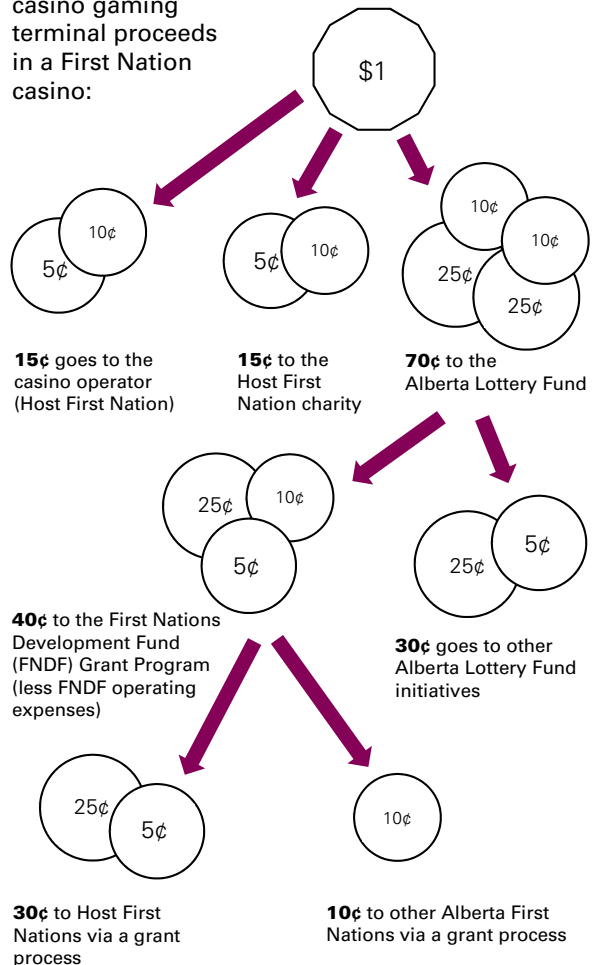 casino gaming
terminal proceeds
in a First Nation
casino:
$1
10¢
5¢
10¢
5¢
10¢
10¢
25¢
25¢
15¢ goes to the
casino operator
(Host First Nation)
15¢ to the
Host First
Nation charity
70¢ to the
Alberta Lottery Fund
25¢
10¢
5¢
25¢
5¢
40¢ to the First Nations
Development Fund
(FNDF) Grant Program
(less FNDF operating
expenses)
30¢ goes to other
Alberta Lottery Fund
initiatives
25¢
5¢
10¢
30¢ to Host First
Nations via a grant
process
10¢ to other Alberta First
Nations via a grant process